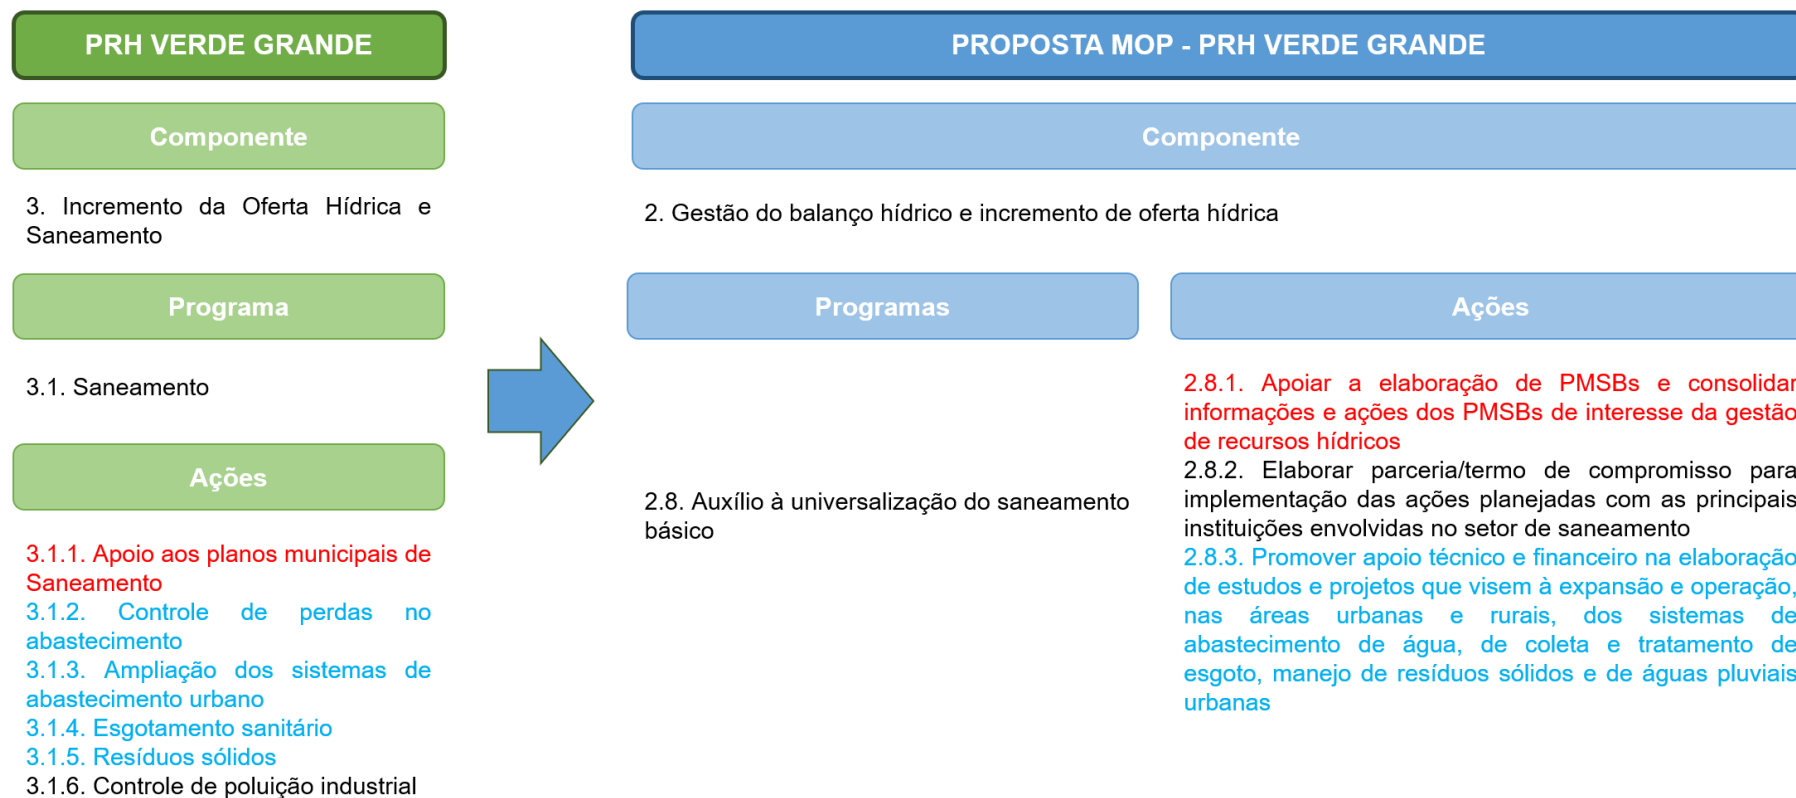 PRH VERDE GRANDE
Componente
3. Incremento da Oferta Hídrica e
Saneamento
Programa
3.1. Saneamento
Ações
3.1.1. Apoio aos planos municipais de
Saneamento
3.1.2. Controle de perdas no
abastecimento
3.1.3. Ampliação dos sistemas de
abastecimento urbano
3.1.4. Esgotamento sanitário
3.1.5. Resíduos sólidos
3.1.6. Controle de poluição industrial
PROPOSTA MOP - PRH VERDE GRANDE
Componente
2. Gestão do balanço hídrico e incremento de oferta hídrica
Programas
2.8. Auxílio à universalização do saneamento
básico
Ações
2.8.1. Apoiar a elaboração de PMSBs e consolidar
informações e ações dos PMSBs de interesse da gestão
de recursos hídricos
2.8.2. Elaborar parceria/termo de compromisso para
implementação das ações planejadas com as principais
instituições envolvidas no setor de saneamento
2.8.3. Promover apoio técnico e financeiro na elaboração
de estudos e projetos que visem à expansão e operação,
nas áreas urbanas e rurais, dos sistemas de
abastecimento de água, de coleta e tratamento de
esgoto, manejo de resíduos sólidos e de águas pluviais
urbanas